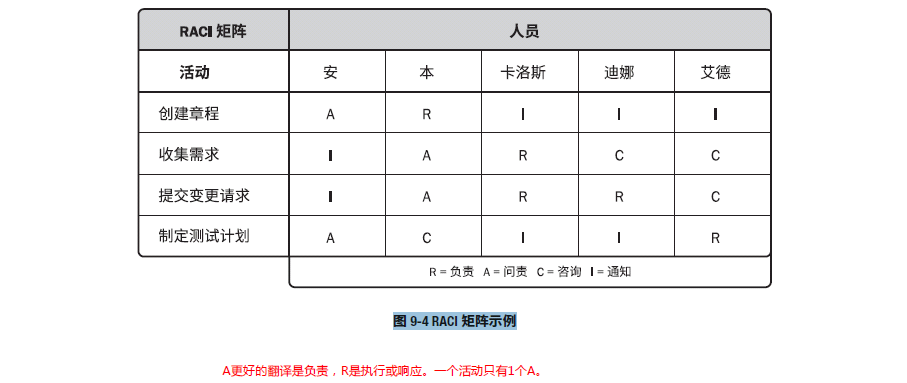 RACI 矩阵 人员
活动 安 本 卡洛斯 迪娜 艾德
创建章程 A R I I I
收集需求 I A R C C
提交变更请求 I A R R C
制定测试计划 A C I I R
R = 负责 A = 问责 C = 咨询 I = 通知
图 9-4 RACI 矩阵示例
A更好的翻译是负责，R是执行或响应。一个活动只有1个A。